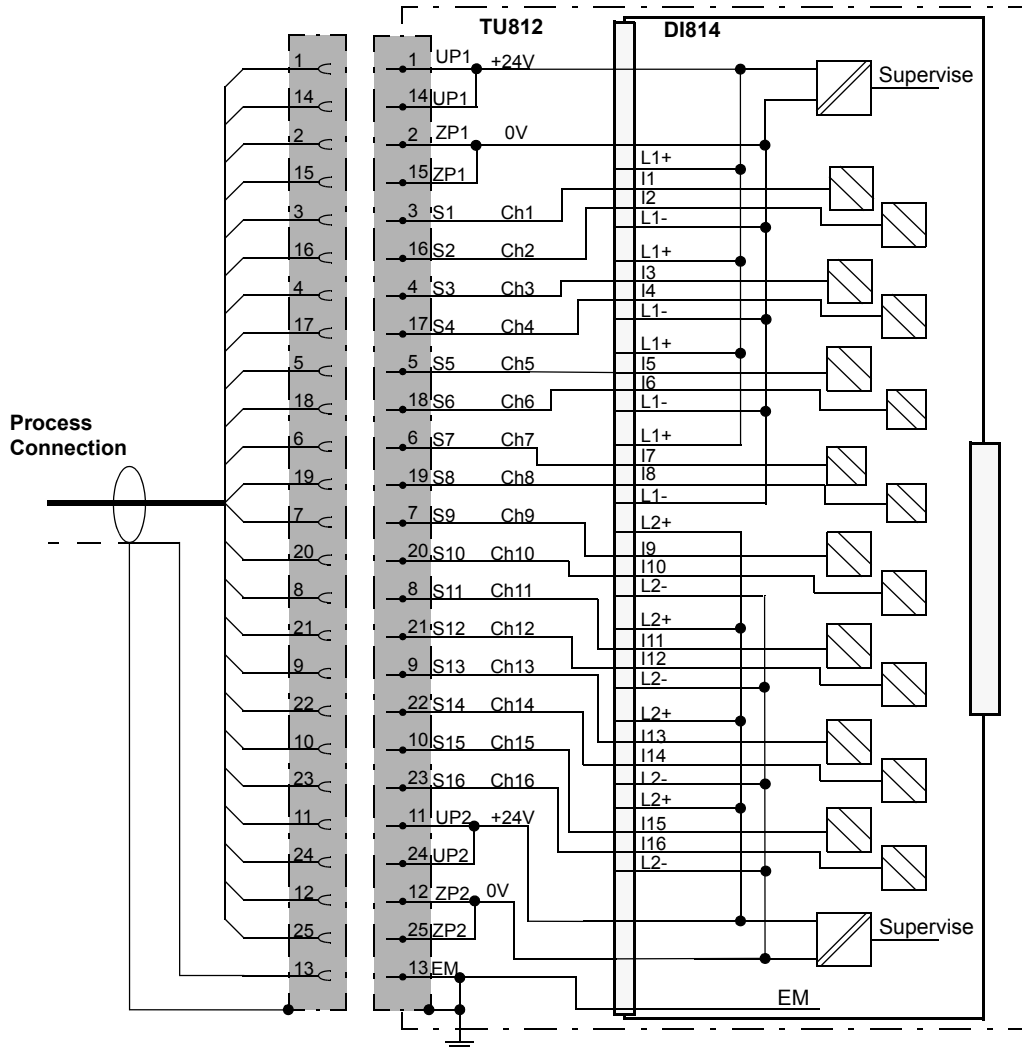 TU812
DI814
1 1 UP1 +24V
Supervise
14 14 UP1
2 2 ZP1 0V
15 15 ZP1
L1+
I1
I2
3 3 S1 Ch1
L1-
16 16 S2 Ch2
L1+
I3
4 4 S3 Ch3
I4
L1-
17 17 S4 Ch4
L1+
5 5 S5 Ch5
I5
I6
18 18 S6 Ch6
L1-
Process
Connection
6 6 S7 Ch7
L1+
I7
19 19 S8 Ch8
I8
L1-
7 7 S9 Ch9
L2+
20 20 S10 Ch10
I9
I10
8 8 S11 Ch11
L2-
21 21 S12 Ch12
L2+
I11
I12
9 9 S13 Ch13
L2-
22 22 S14 Ch14
L2+
I13
10 10 S15 Ch15
I14
23 23 S16 Ch16
L2-
L2+
11 11 UP2 +24V
I15
I16
24 24 UP2
L2-
12 12 ZP2 0V
25 25 ZP2
Supervise
13 13 EM
EM